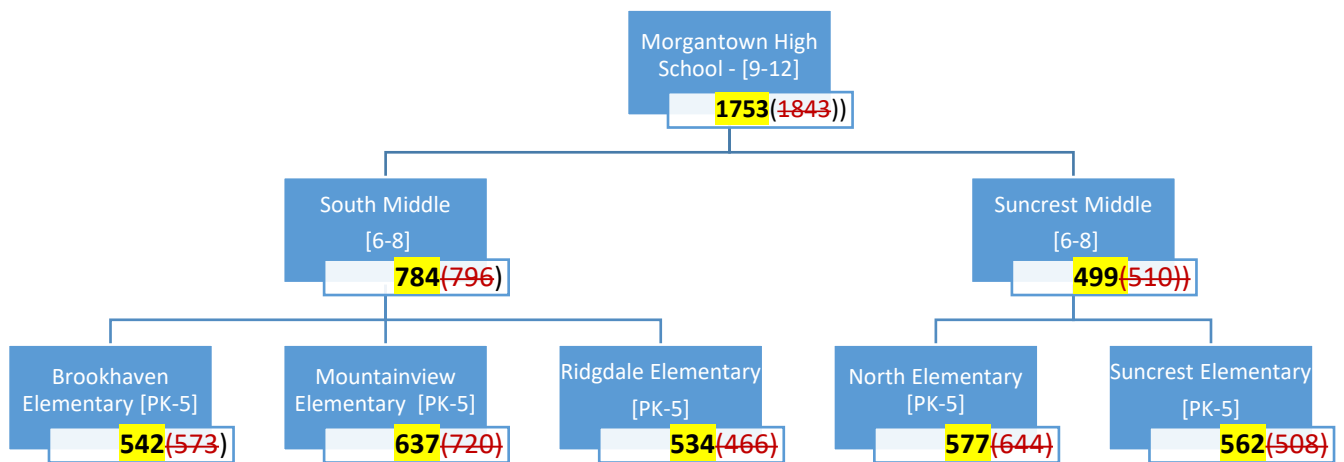 Morgantown High
School - [9-12]
1753(1843))
South Middle
[6-8]
784(796)
Suncrest Middle
[6-8]
499(510))
Brookhaven
Elementary [PK-5]
542(573)
Mountainview
Elementary [PK-5]
637(720)
Ridgdale Elementary
[PK-5]
534(466)
North Elementary
[PK-5]
577(644)
Suncrest Elementary
[PK-5]
562(508)